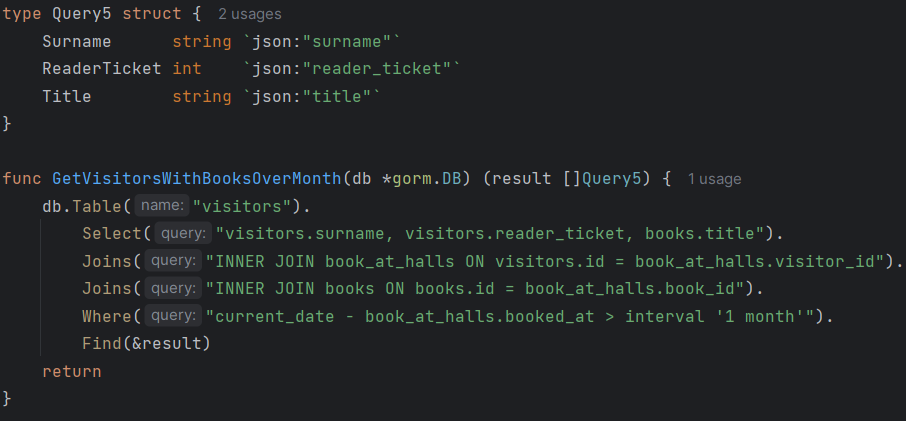 type Query5 struct {  2 usages
    Surname      string `json:"surname"`
    ReaderTicket int    `json:"reader_ticket"`
    Title        string `json:"title"`
}
func GetVisitorsWithBooksOverMonth(db *gorm.DB) (result []Query5) {  1 usage
    db.Table( name: "visitors").
        Select( query: "visitors.surname, visitors.reader_ticket, books.title").
        Joins( query: "INNER JOIN book_at_halls ON visitors.id = book_at_halls.visitor_id").
        Joins( query: "INNER JOIN books ON books.id = book_at_halls.book_id").
        Where( query: "current_date - book_at_halls.booked_at > interval '1 month'").
        Find(&result)
    return
}